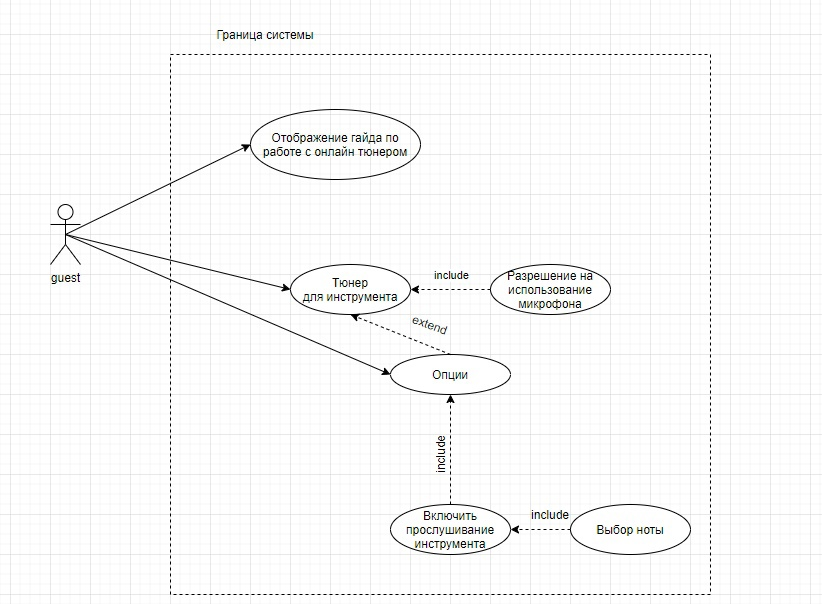 Граница системы
Отображение гайда по
работе с онлайн тюнером
guest
Тюнер
для инструмента
include
Разрешение на
использование
микрофона
extend
Опции
include
Включить
прослушивание
инструмента
include
Выбор ноты